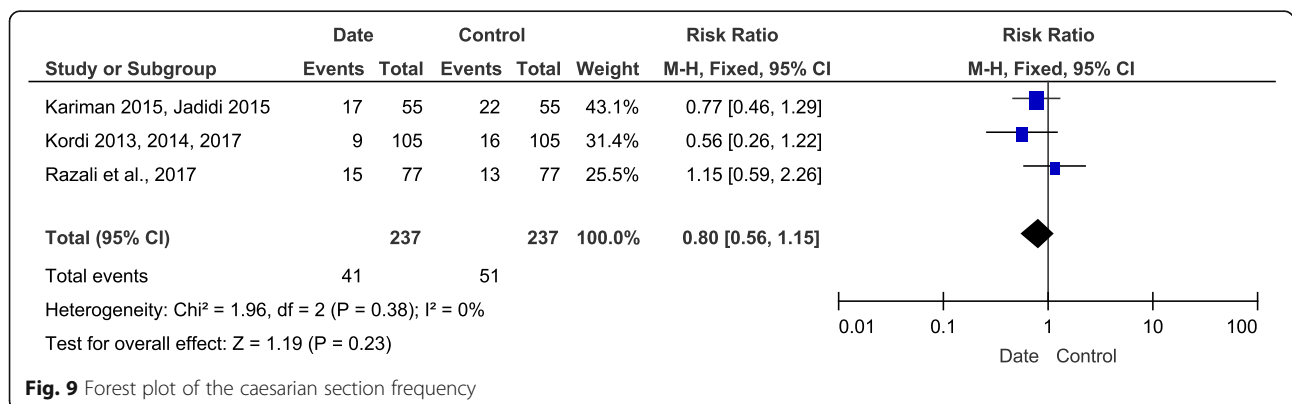 Date Control Risk Ratio Risk Ratio
Study or Subgroup Events Total Events Total Weight M-H, Fixed, 95% CI M-H, Fixed, 95% CI
Kariman 2015, Jadidi 2015 17 55 22 55 43.1% 0.77 [0.46, 1.29]
Kordi 2013, 2014, 2017 9 105 16 105 31.4% 0.56 [0.26, 1.22]
Razali et al., 2017 15 77 13 77 25.5% 1.15 [0.59, 2.26]
Total (95% CI) 237 237 100.0% 0.80 [0.56, 1.15]
Total events 41 51
Heterogeneity: Chi² = 1.96, df = 2 (P = 0.38); I² = 0%
Test for overall effect: Z = 1.19 (P = 0.23)
0.01 0.1 1 10 100
Date Control
Fig. 9 Forest plot of the caesarian section frequency